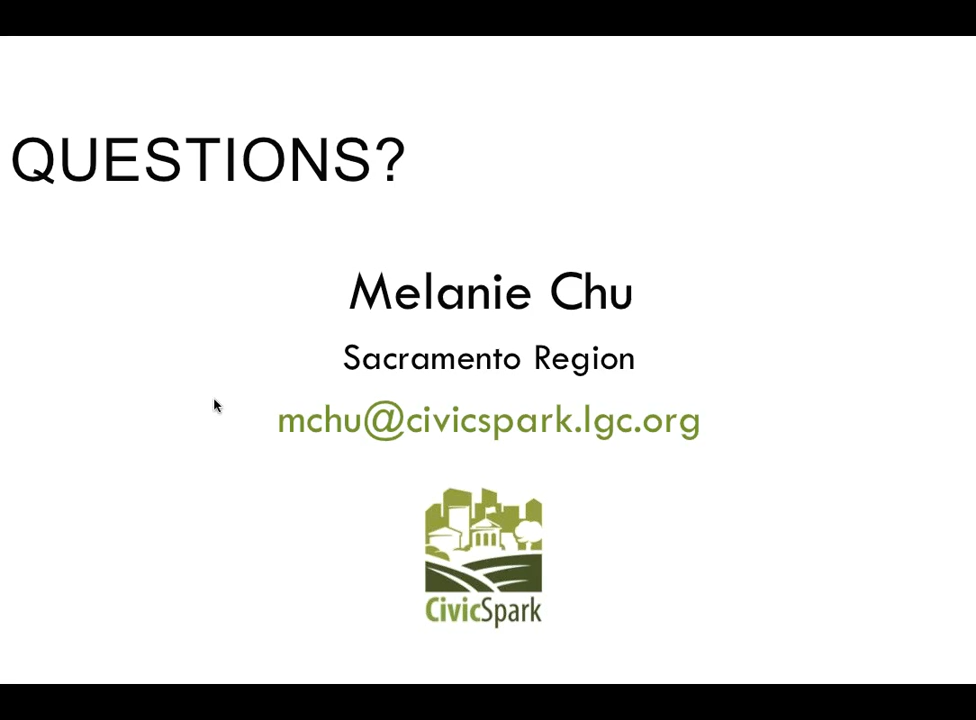 QUESTIONS?
Melanie Chu
Sacramento Region
mchu@civicspark.lgc.org
CivicSpark